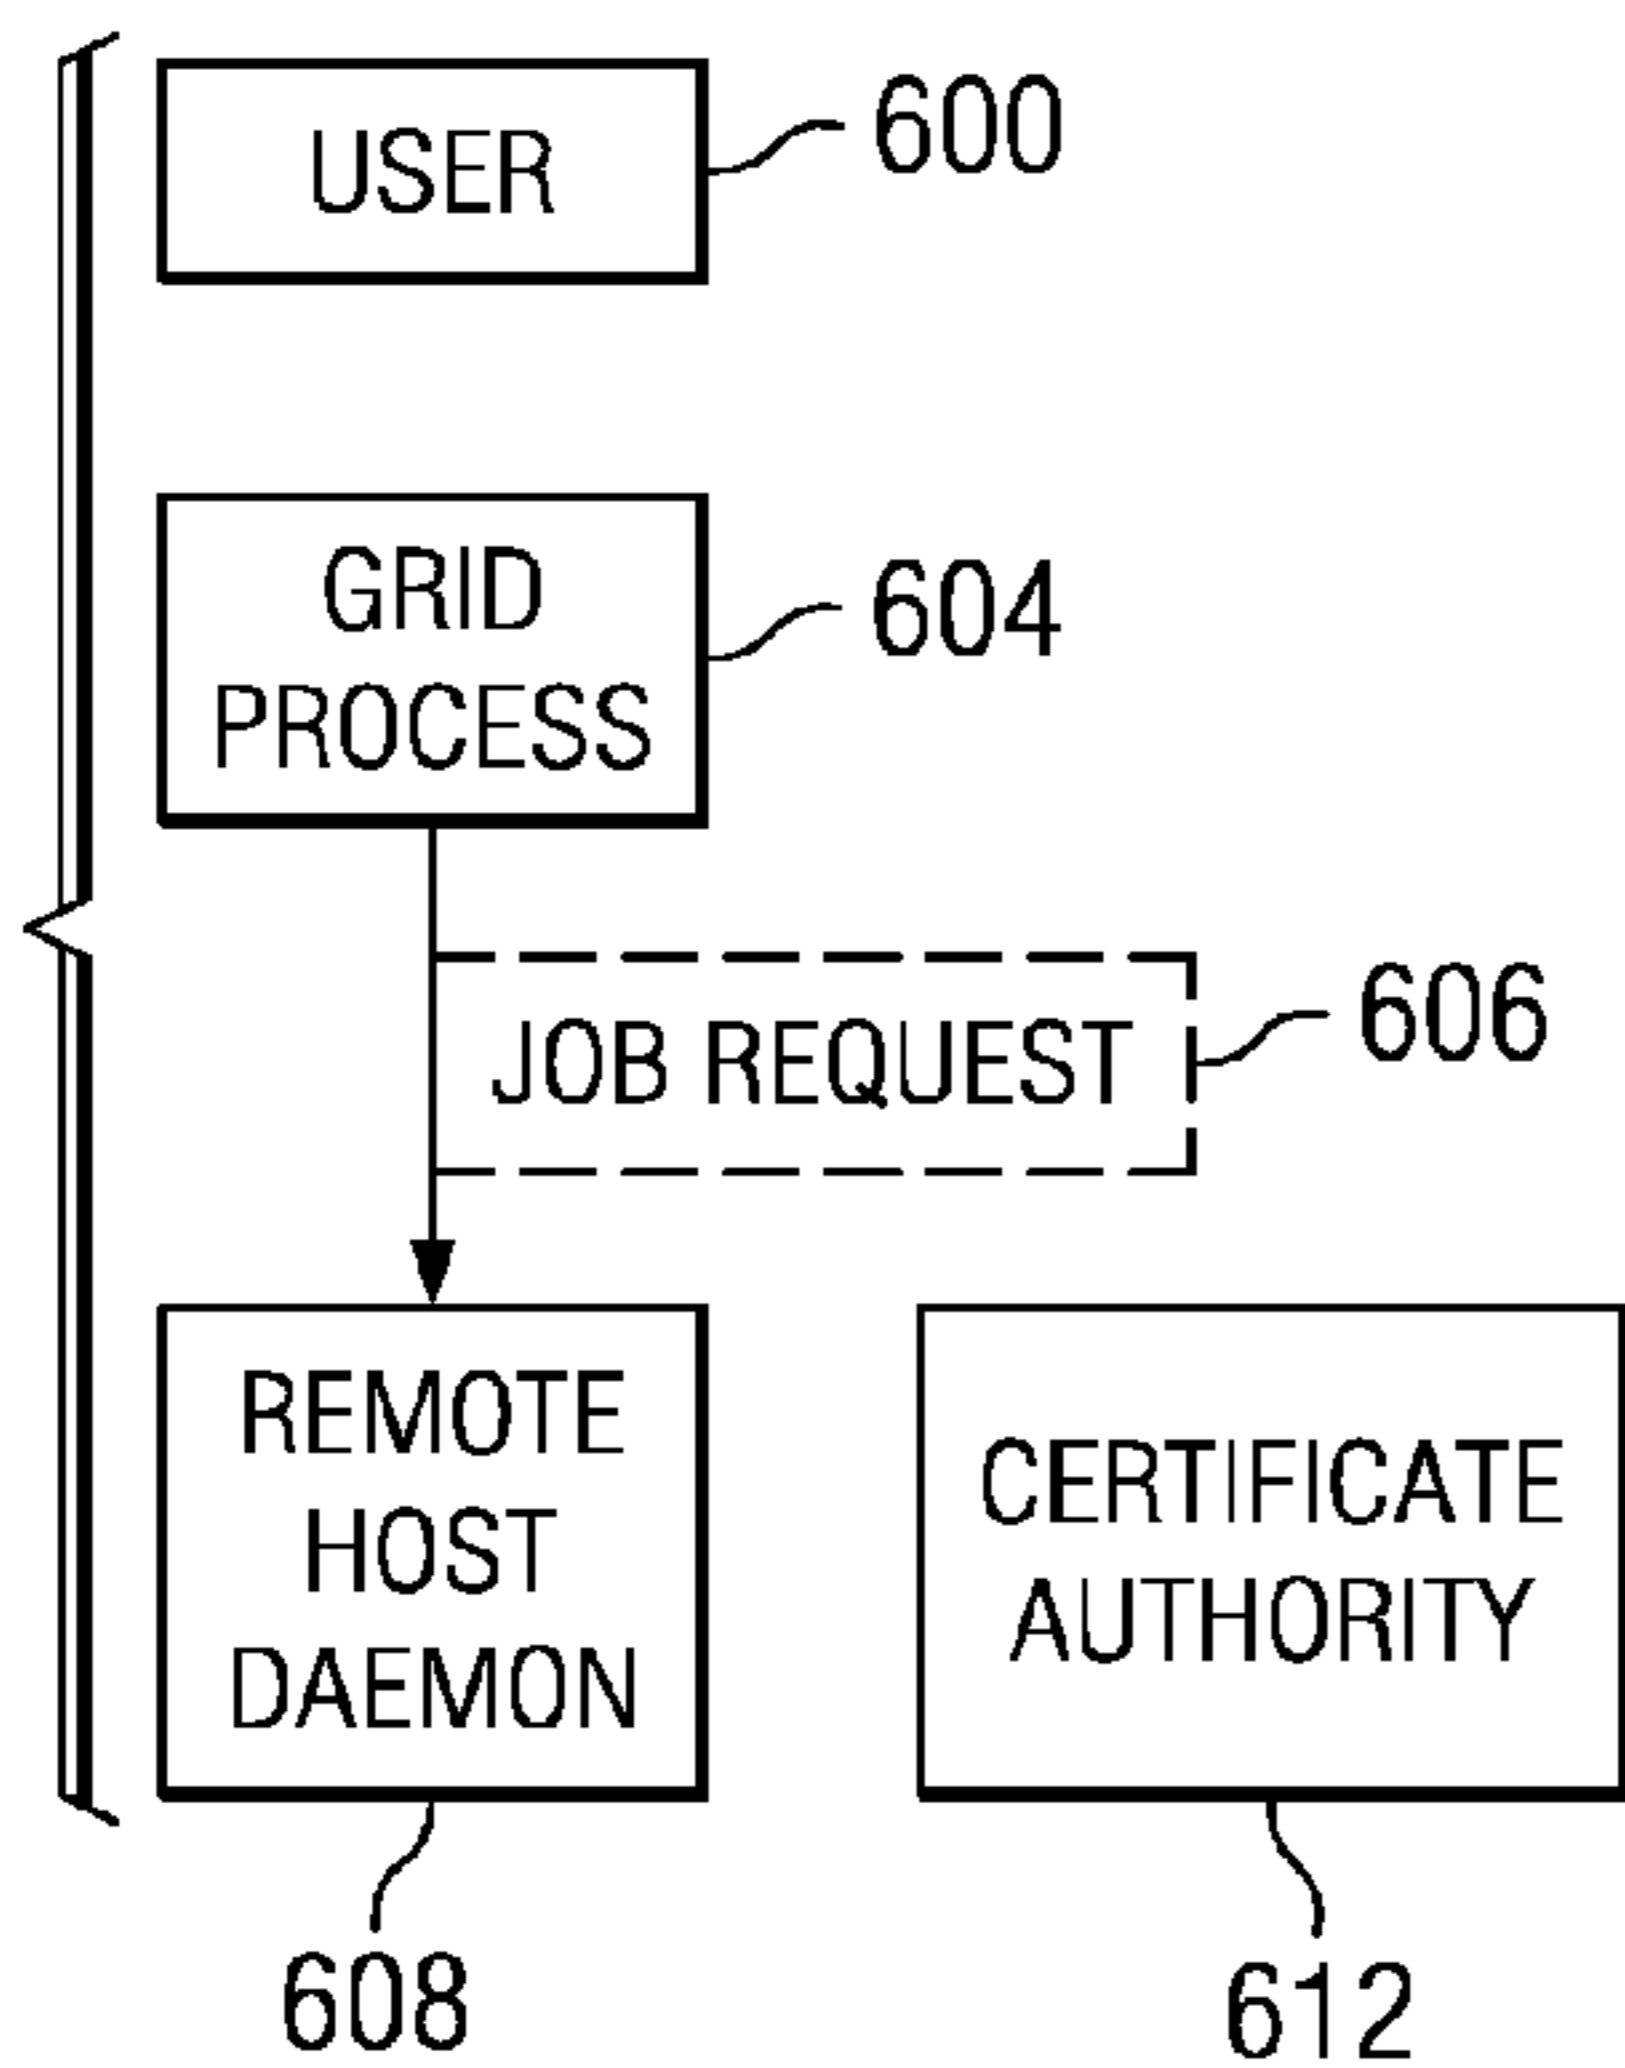 USER
600
GRID
PROCESS
604
JOB REQUEST
606
REMOTE
HOST
DAEMON
608
CERTIFICATE
AUTHORITY
612